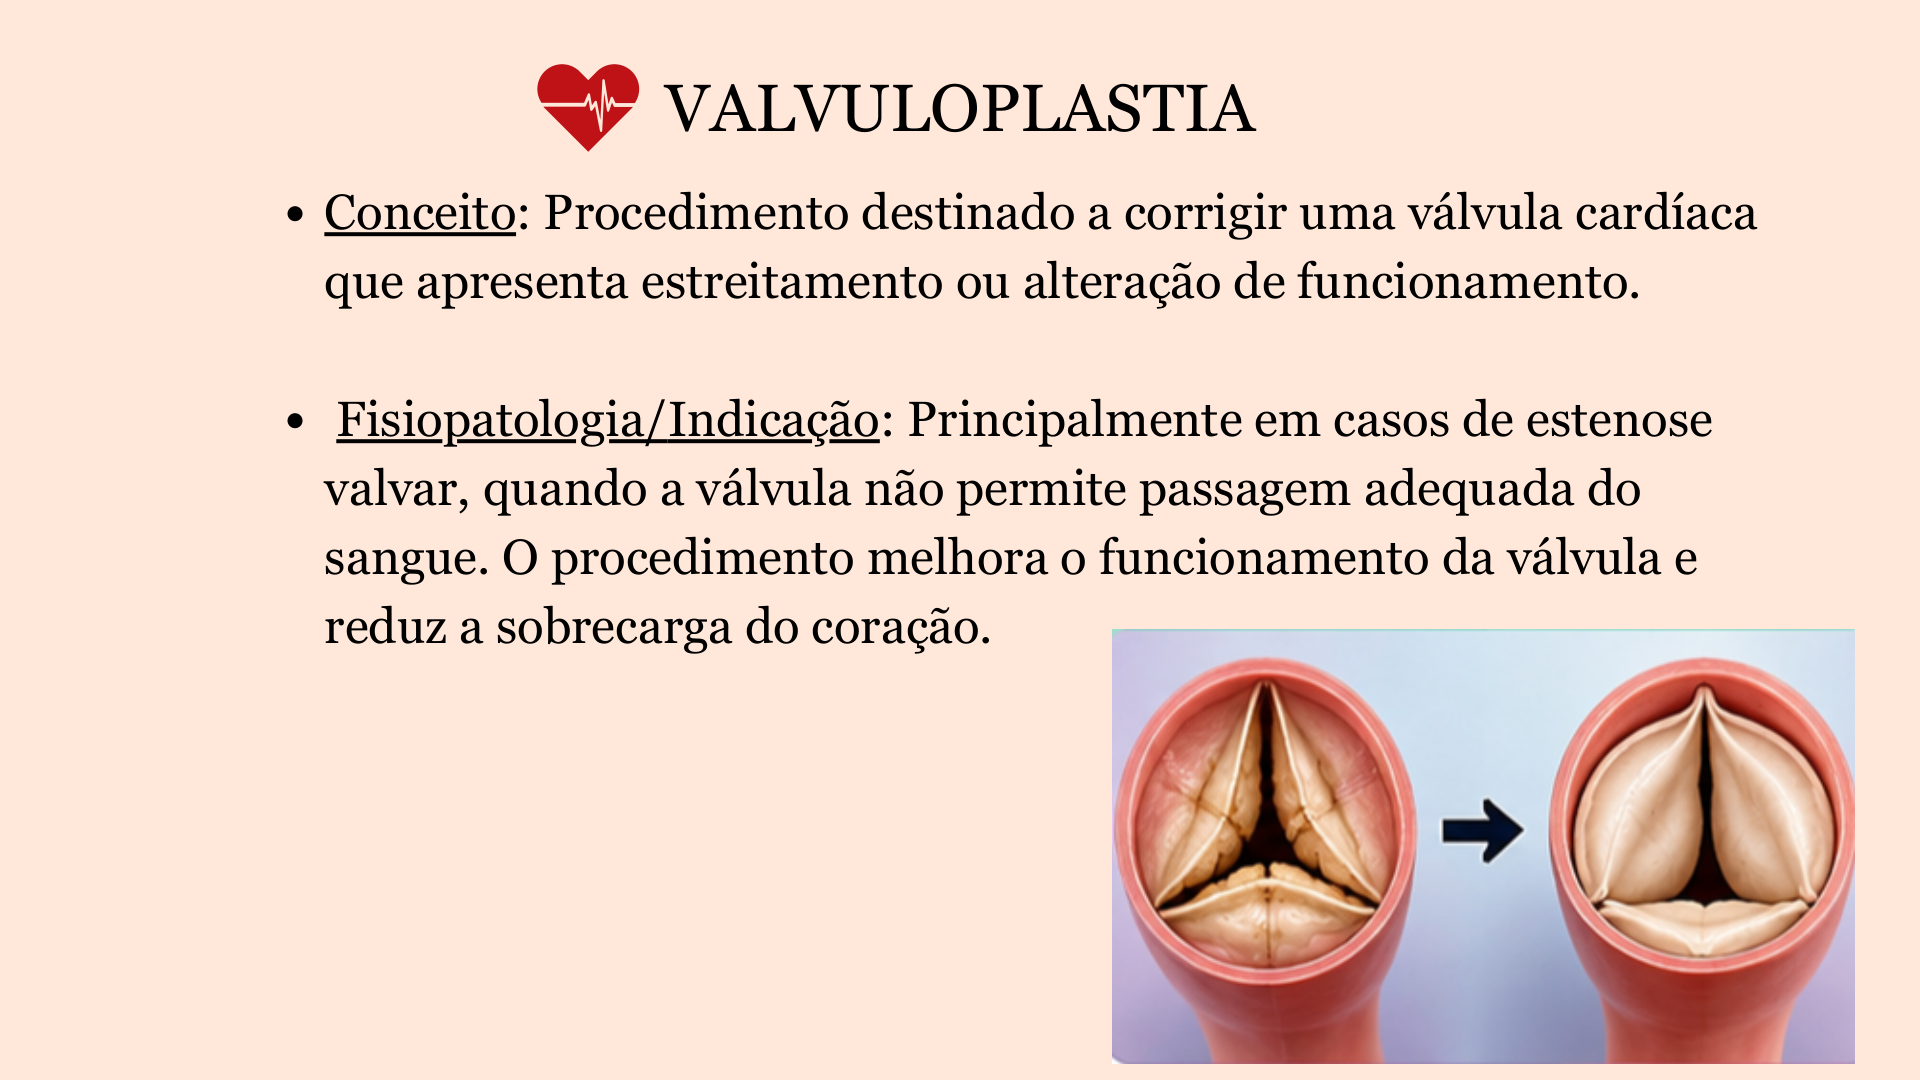 VALVULOPLASTIA
• Conceito: Procedimento destinado a corrigir uma válvula cardíaca
que apresenta estreitamento ou alteração de funcionamento.
• Fisiopatologia/Indicação: Principalmente em casos de estenose
valvar, quando a válvula não permite passagem adequada do
sangue. O procedimento melhora o funcionamento da válvula e
reduz a sobrecarga do coração.